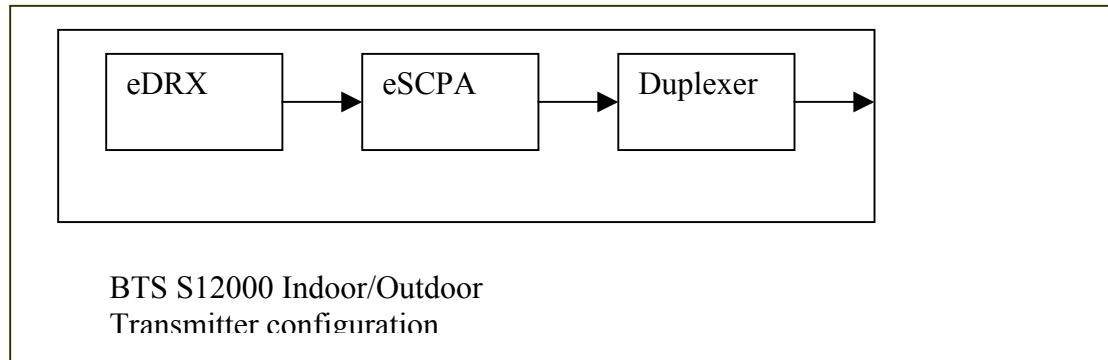 eDRX
eSCPA
Duplexer
BTS S12000 Indoor/Outdoor
Transmitter configuration